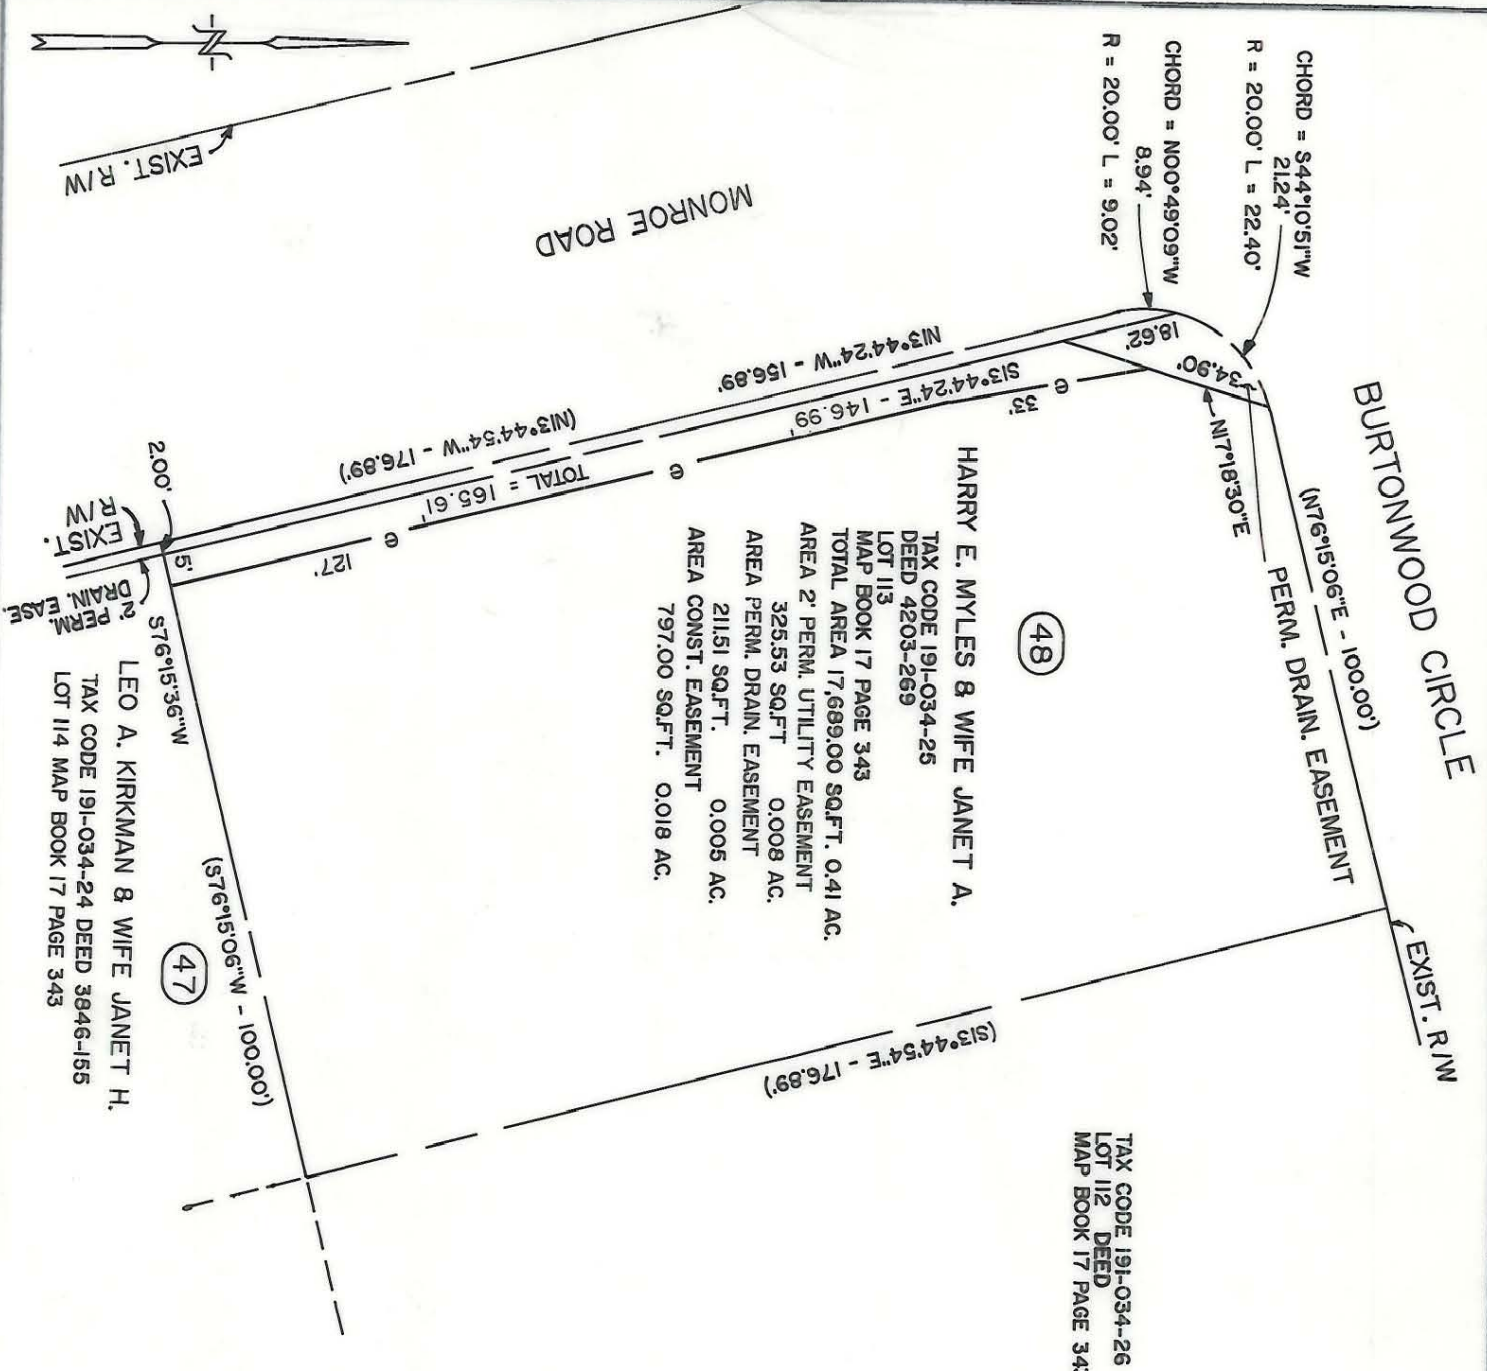 CHORD = S44°10'51"W
21.24'
R = 20.00' L = 22.40'
CHORD = N00°49'09"W
8.94'
R = 20.00' L = 9.02'
BURTONWOOD CIRCLE
(N76°15'06"E - 100.00')
EXIST. R/W
PERM. DRAIN. EASEMENT
N17°18'30"E
34.90'
18.62'
MONROE ROAD
EXIST. R/W
N
N13°44'24"W - 156.89'
(N13°44'54"W - 176.89')
S13°44'24"E - 146.99'
TOTAL = 165.61'
33'
e
e
e
127'
2.00'
5'
EXIST.
R/W
2'
PERM.
DRAIN. EASE.
48
HARRY E. MYLES & WIFE JANET A.
TAX CODE 191-034-25
DEED 4203-269
LOT 113
MAP BOOK 17 PAGE 343
TOTAL AREA 17,689.00 SQ.FT. 0.41 AC.
AREA 2' PERM. UTILITY EASEMENT
325.53 SQ.FT 0.008 AC.
AREA PERM. DRAIN. EASEMENT
211.51 SQ.FT. 0.005 AC.
AREA CONST. EASEMENT
797.00 SQ.FT. 0.018 AC.
S76°15'36"W
(S76°15'06"W - 100.00')
47
LEO A. KIRKMAN & WIFE JANET H.
TAX CODE 191-034-24 DEED 3846-155
LOT 114 MAP BOOK 17 PAGE 343
(S13°44'54"E - 176.89')
TAX CODE 191-034-26
LOT 112 DEED
MAP BOOK 17 PAGE 34